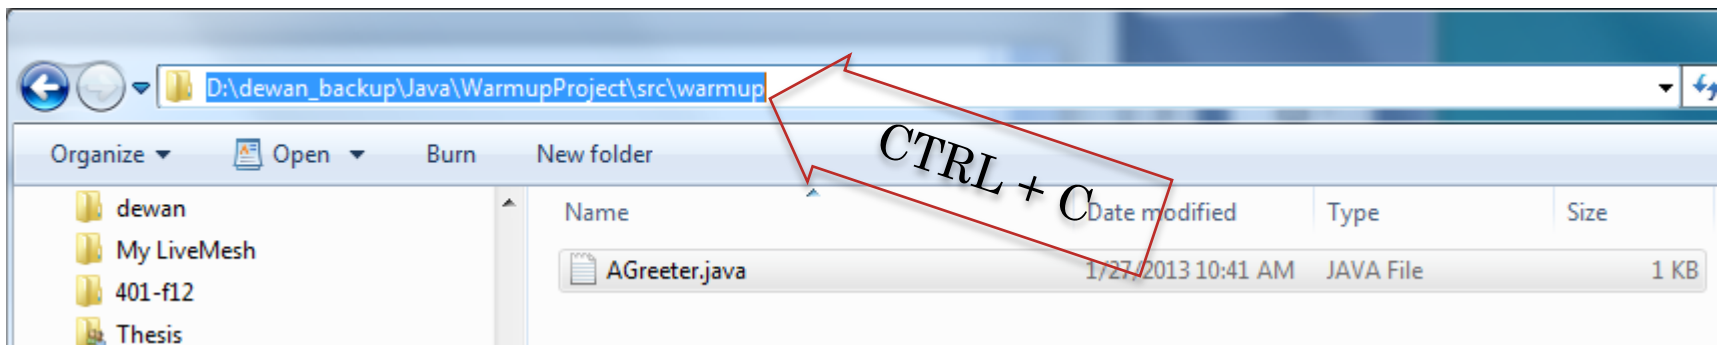 D:\dewan_backup\Java\WarmupProject\src\warmup
CTRL + C
Organize Open Burn New folder
dewan
My LiveMesh
401-f12
Thesis
Name Date modified Type Size
AGreeter.java 1/27/2013 10:41 AM JAVA File 1 KB